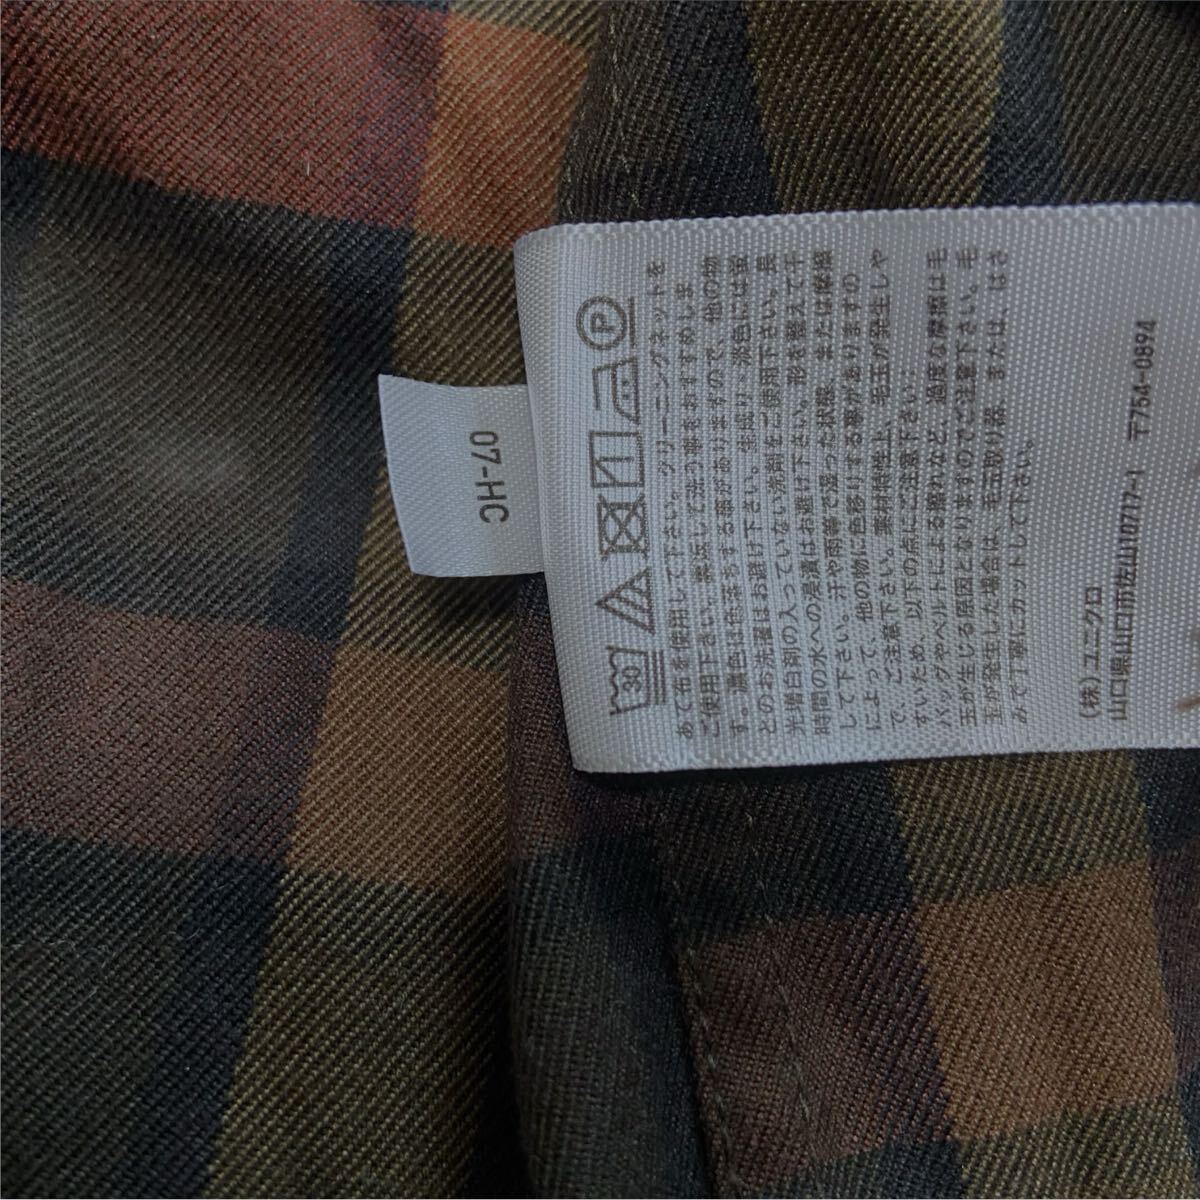 30
P
あて布を使用して下さい。クリーニングネットを
ご使用下さい。裏返して洗う事をおすすめしま
す。濃色は色落ちする事がありますので、他の物
とのお洗濯はお避け下さい。生成り・淡色には蛍
光増白剤の入っていない洗剤をご使用下さい。長
時間の水への浸漬はお避け下さい。形を整えて干
して下さい。汗や雨等で湿った状態、または摩擦
によって、他の物に色移りする事がありますの
で、ご注意下さい。素材特性上、毛玉が発生しや
すいため、以下の点にご注意下さい
バッグやベルトによる擦れなど、過度な摩擦は毛
玉が生じる原因となりますのでご注意下さい。毛
玉が発生した場合は、毛玉取り器、または、はさ
みで丁寧にカットして下さい。
(株)ユニクロ
山口県山口市佐山10717-1 〒754-0894
07-HC